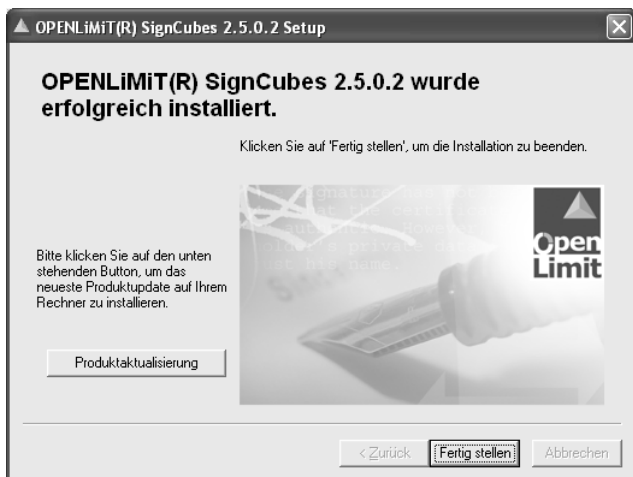 OPENLiMiT(R) SignCubes 2.5.0.2 Setup
OPENLiMiT(R) SignCubes 2.5.0.2 wurde
erfolgreich installiert.
Klicken Sie auf 'Fertig stellen', um die Installation zu beenden.
Open
Limit
Bitte klicken Sie auf den unten
stehenden Button, um das
neueste Produktupdate auf Ihrem
Rechner zu installieren.
Produktaktualisierung
< Zurück
Fertig stellen
Abbrechen